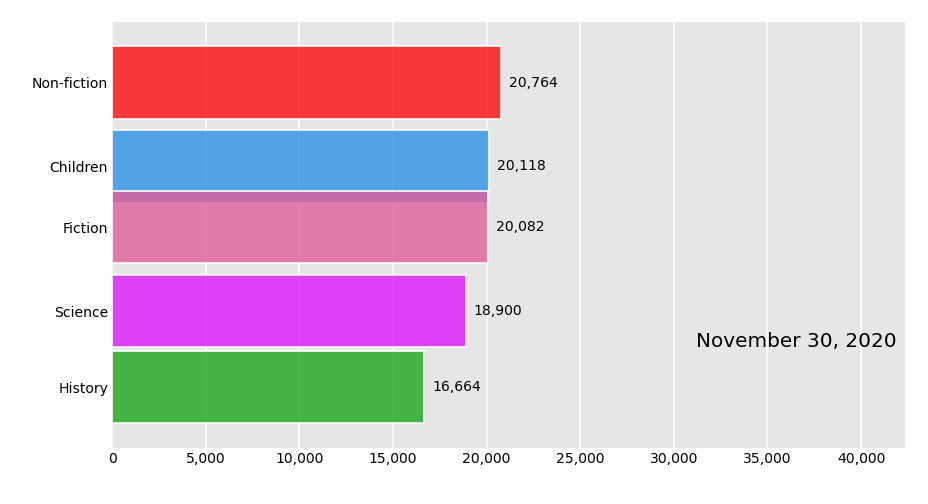 Non-fiction 20,764
Children 20,118
Fiction 20,082
Science 18,900
November 30, 2020
History 16,664
0 5,000 10,000 15,000 20,000 25,000 30,000 35,000 40,000